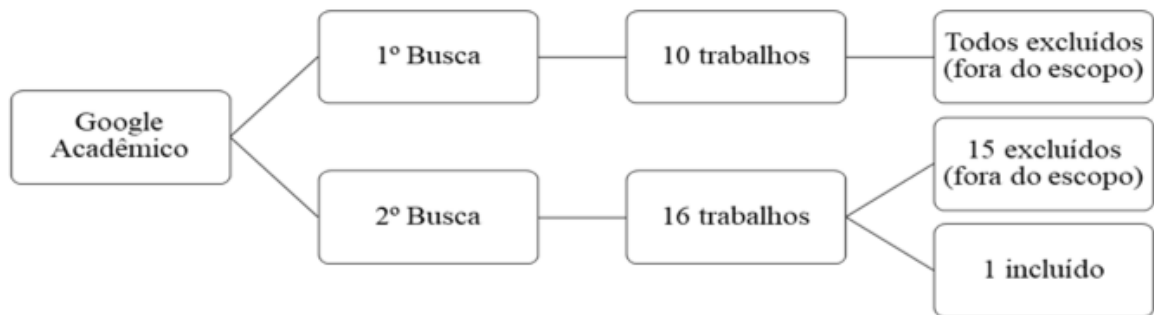 Google
Acadêmico
1º Busca
10 trabalhos
Todos excluídos
(fora do escopo)
2º Busca
16 trabalhos
15 excluídos
(fora do escopo)
1 incluído